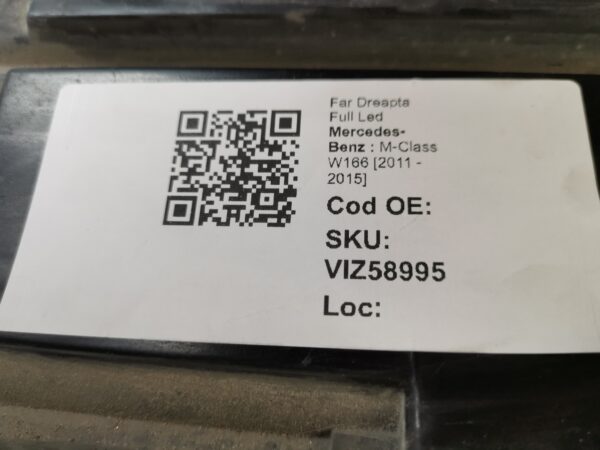 Far Dreapta
Full Led
Mercedes-
Benz : M-Class
W166 [2011 -
2015]
Cod OE:
SKU:
VIZ58995
Loc: